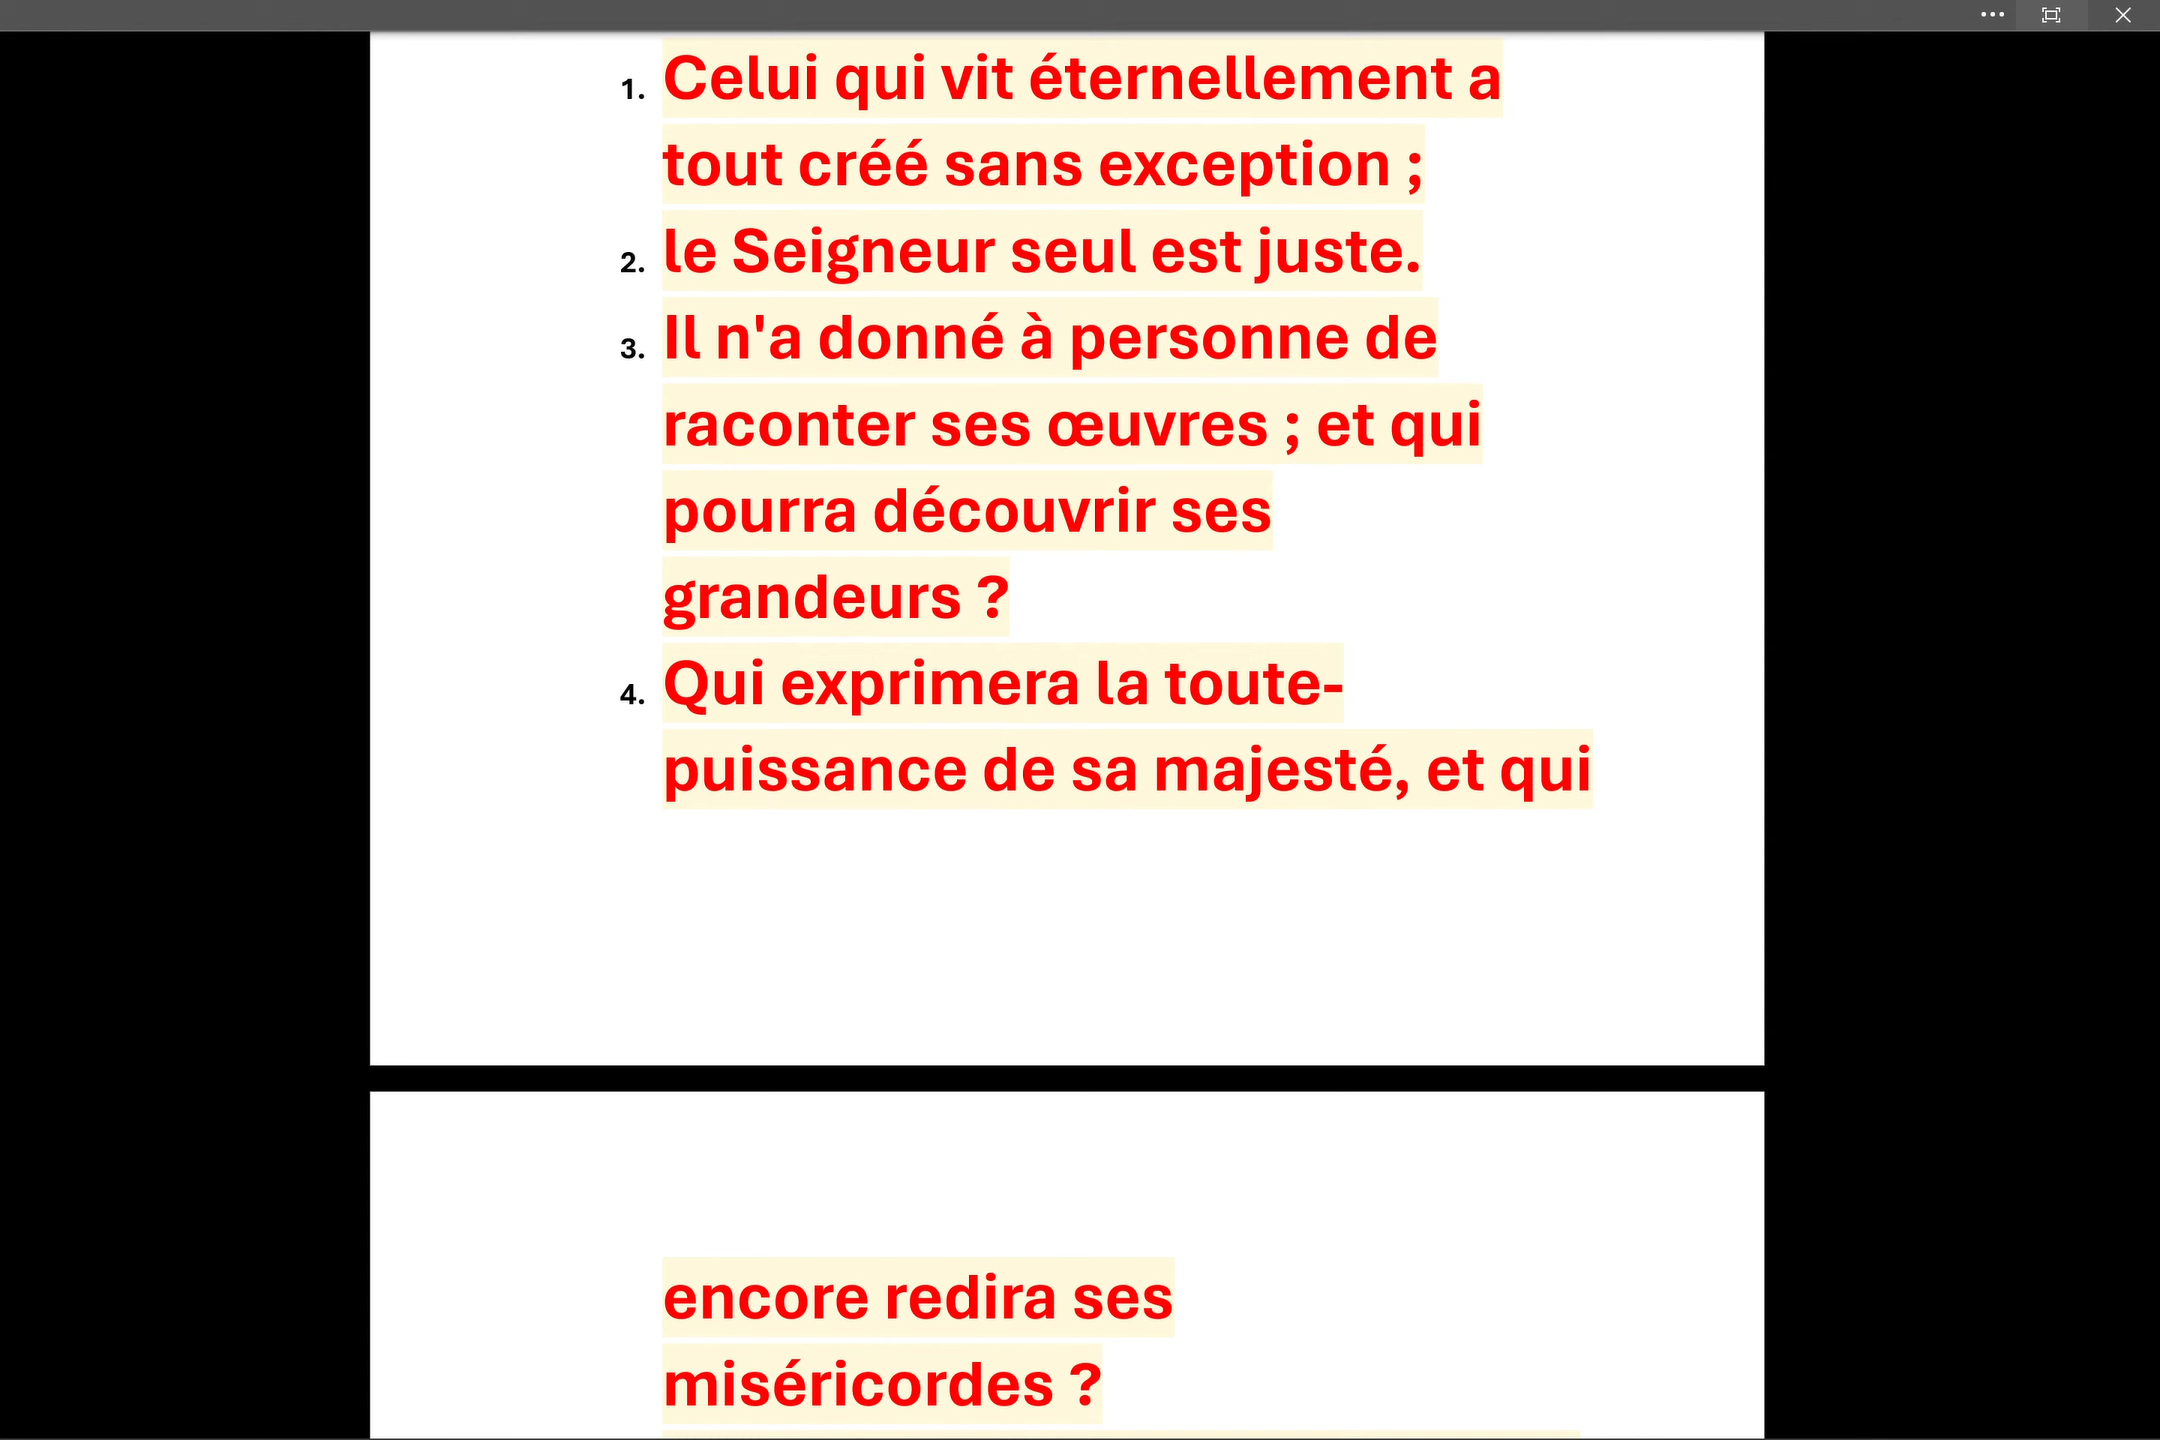 1. Celui qui vit éternellement a
tout créé sans exception ;
2. le Seigneur seul est juste.
3. Il n'a donné à personne de
raconter ses œuvres ; et qui
pourra découvrir ses
grandeurs ?
4. Qui exprimera la toute-
puissance de sa majesté, et qui
encore redira ses
miséricordes ?